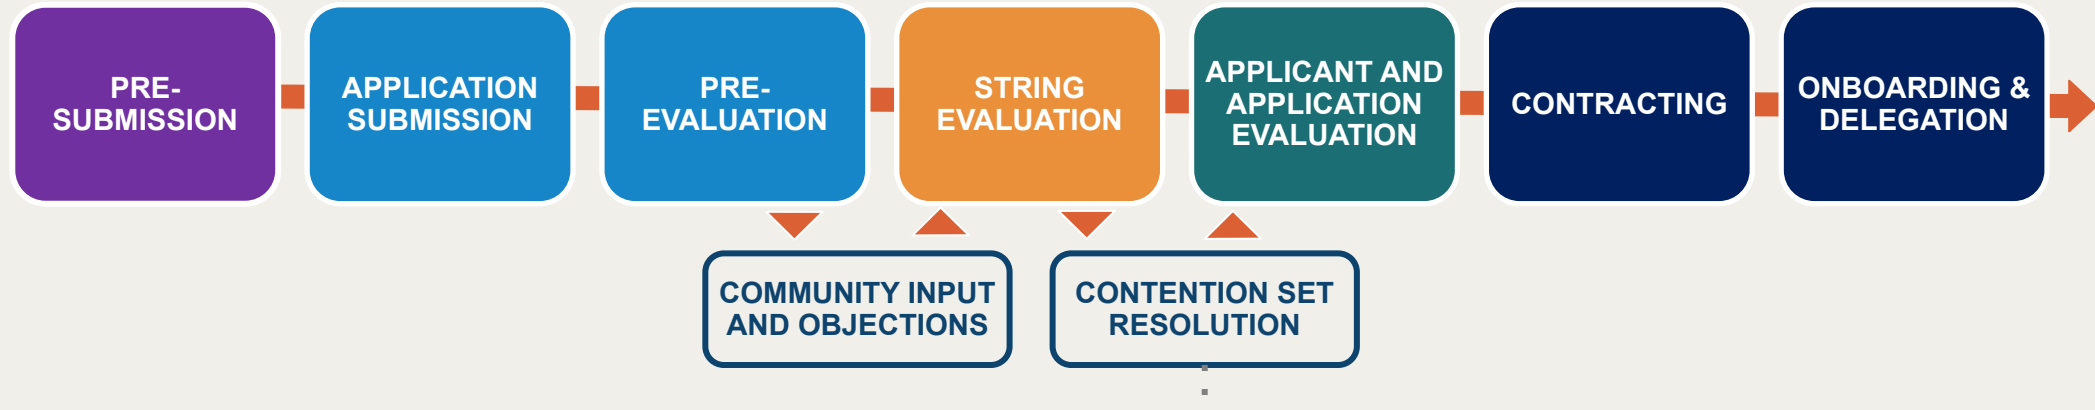 PRE-
SUBMISSION
APPLICATION
SUBMISSION
PRE-
EVALUATION
STRING
EVALUATION
APPLICANT AND
APPLICATION
EVALUATION
CONTRACTING
ONBOARDING &
DELEGATION
COMMUNITY INPUT
AND OBJECTIONS
CONTENTION SET
RESOLUTION